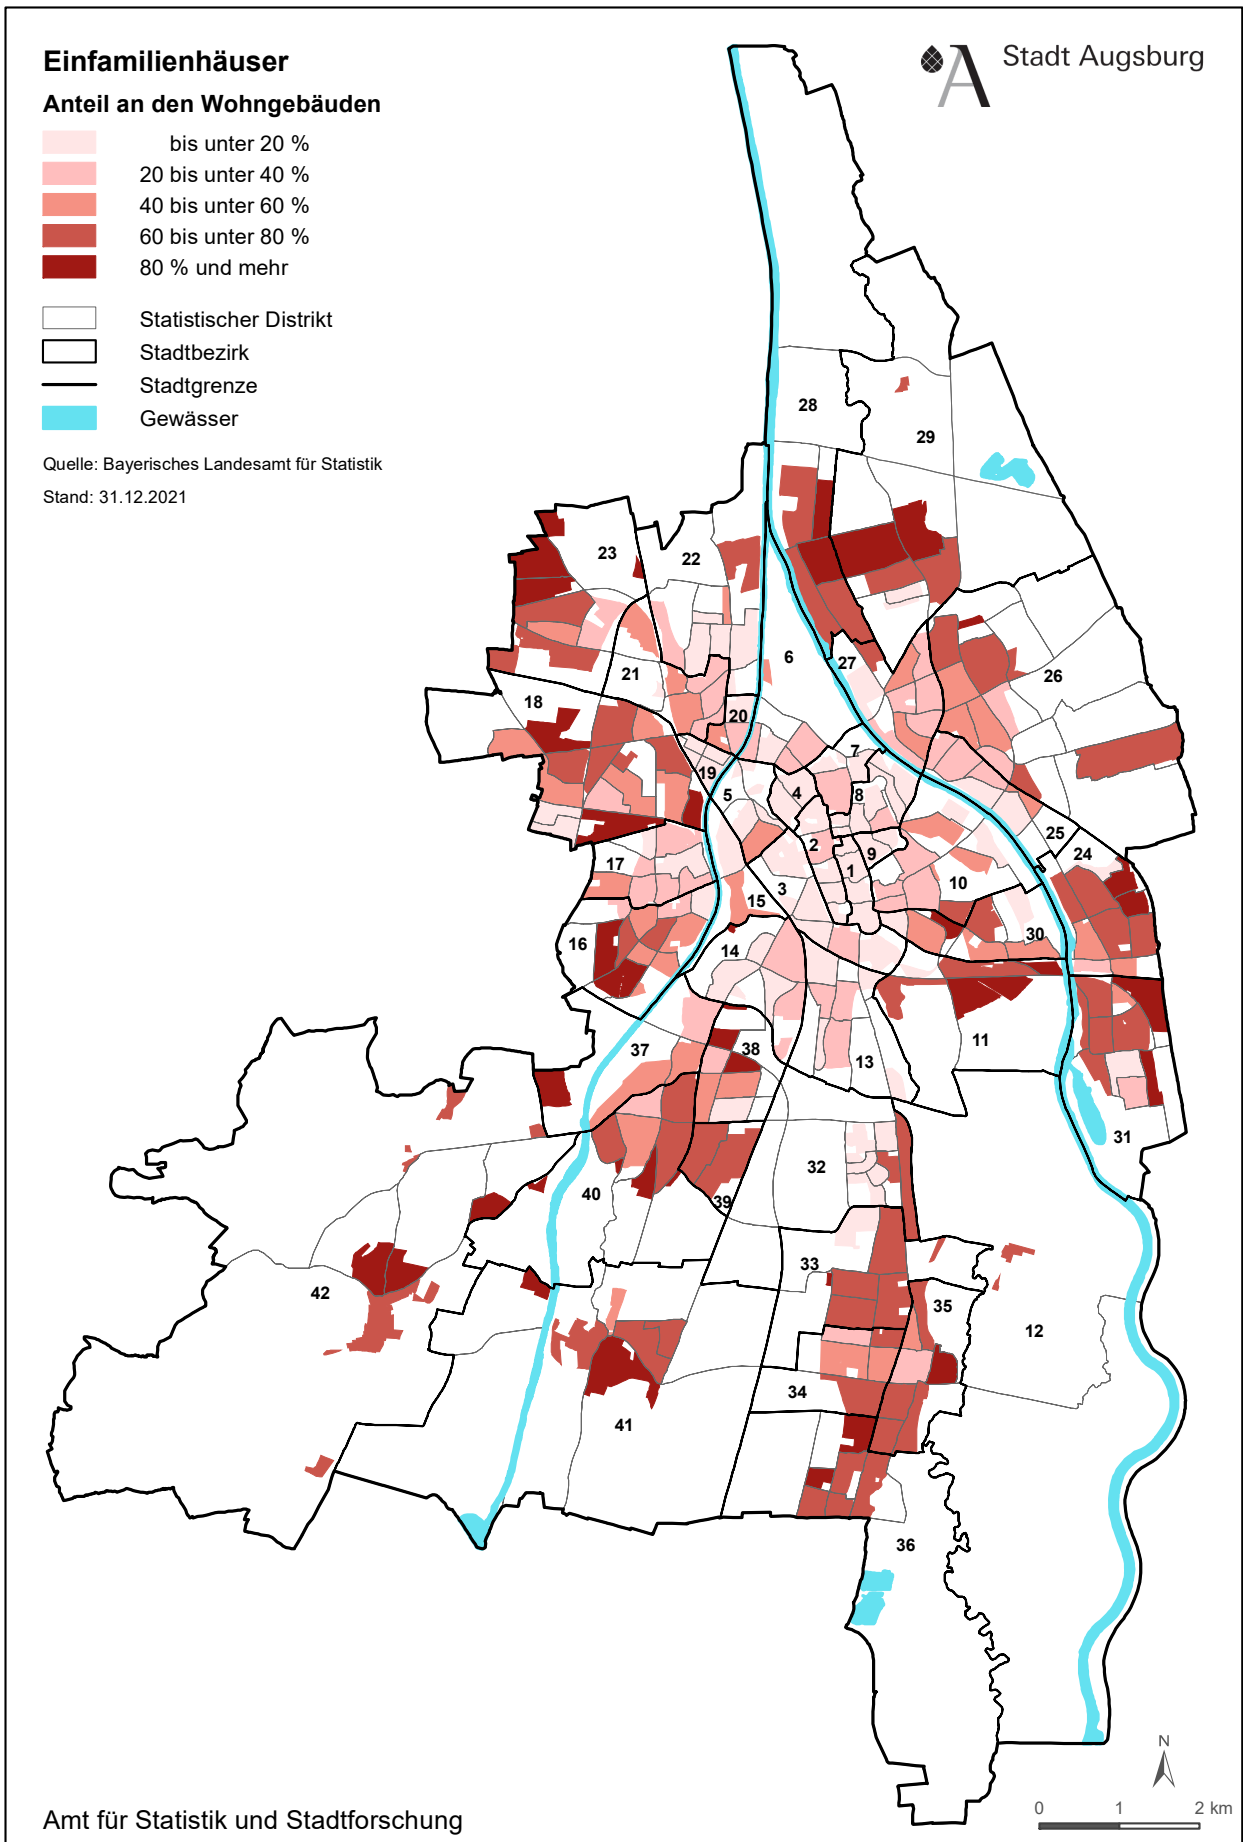 Einfamilienhäuser
Anteil an den Wohngebäuden
bis unter 20 %
20 bis unter 40 %
40 bis unter 60 %
60 bis unter 80 %
80 % und mehr
Statistischer Distrikt
Stadtbezirk
Stadtgrenze
Gewässer
Quelle: Bayerisches Landesamt für Statistik
Stand: 31.12.2021
A Stadt Augsburg
28
29
23
22
6
27
26
21
18
20
7
19
5
4
8
25
24
2
9
17
1
10
3
15
16
14
30
11
37
38
13
31
32
40
39
33
42
35
12
34
41
36
N
0 1 2 km
Amt für Statistik und Stadtforschung